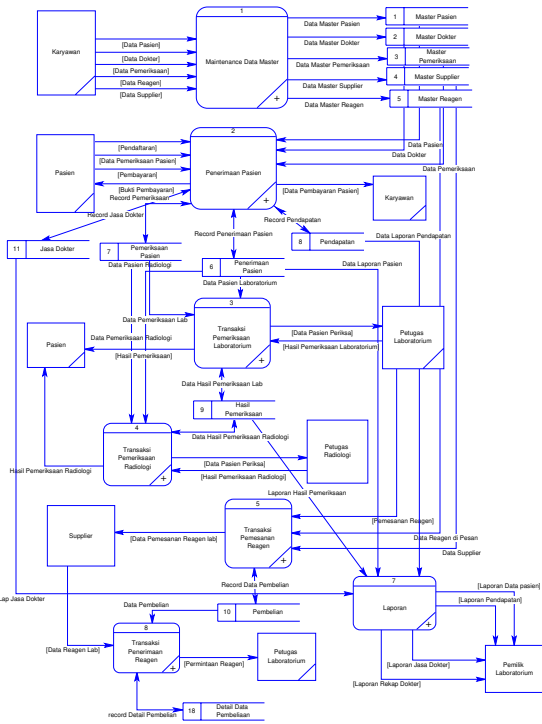 1
Karyawan
Maintenance Data Master
+
[Data Pasien]
[Data Dokter]
[Data Pemeriksaan]
[Data Reagen]
[Data Supplier]
Data Master Pasien
Data Master Dokter
Data Master Pemeriksaan
Data Master Supplier
Data Master Reagen
1 Master Pasien
2 Master Dokter
3 Master
Pemeriksaan
4 Master Supplier
5 Master Reagen
2
Pasien
Penerimaan Pasien
+
[Pendaftaran]
[Data Pemeriksaan Pasien]
[Pembayaran]
[Bukti Pembayaran]
Record Pemeriksaan
Record Jasa Dokter
Data Pasien
Data Dokter
Data Pemeriksaan
[Data Pembayaran Pasien]
Karyawan
Record Pendapatan
Record Penerimaan Pasien
11 Jasa Dokter
7 Pemeriksaan
Pasien
8 Pendapatan
Data Laporan Pendapatan
Data Pasien Radiologi
6 Penerimaan
Pasien
Data Laporan Pasien
Data Pasien Laboratorium
3
Transaksi
Pemeriksaan
Laboratorium
+
Data Pemeriksaan Lab
Data Pemeriksaan Radiologi
[Hasil Pemeriksaan]
Pasien
[Data Pasien Periksa]
[Hasil Pemeriksaan Laboratorium]
Petugas
Laboratorium
Data Hasil Pemeriksaan Lab
9 Hasil
Pemeriksaan
4
Transaksi
Pemeriksaan
Radiologi
+
Data Hasil Pemeriksaan Radiologi
[Data Pasien Periksa]
[Hasil Pemeriksaan Radiologi]
Petugas
Radiologi
Hasil Pemeriksaan Radiologi
Laporan Hasil Pemeriksaan
5
Transaksi
Pemesanan
Reagen
+
Supplier
[Data Pemesanan Reagen lab]
[Pemesanan Reagen]
Data Reagen di Pesan
Data Supplier
Record Data Pembelian
Lap Jasa Dokter
7
Laporan
+
[Laporan Data pasien]
[Laporan Pendapatan]
[Laporan Jasa Dokter]
[Laporan Rekap Dokter]
Pemilik
Laboratorium
Data Pembelian
10 Pembelian
8
Transaksi
Penerimaan
Reagen
+
[Data Reagen Lab]
[Permintaan Reagen]
Petugas
Laboratorium
record Detail Pembelian
18 Detail Data
Pembeliaan